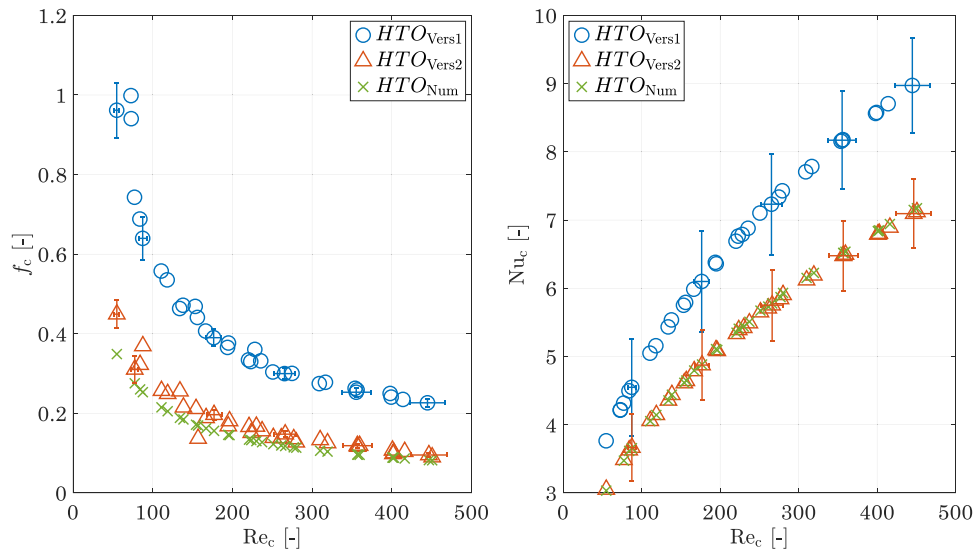 1.2
1
0.8
0.6
0.4
0.2
0
f_c [-]
0 100 200 300 400 500
Re_c [-]
HTO_Vers1
HTO_Vers2
HTO_Num
10
9
8
7
6
5
4
3
Nu_c [-]
0 100 200 300 400 500
Re_c [-]
HTO_Vers1
HTO_Vers2
HTO_Num